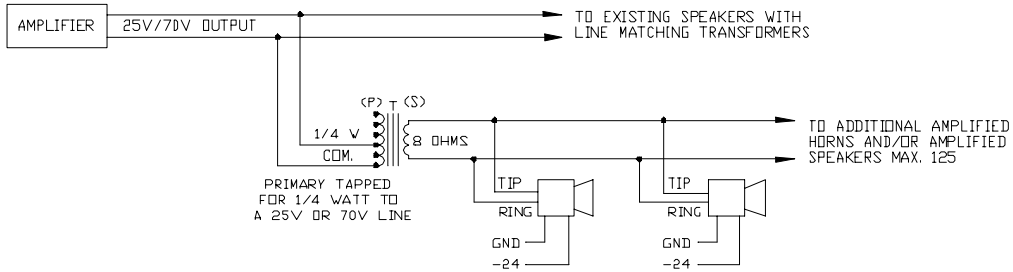 AMPLIFIER
25V/70V OUTPUT
TO EXISTING SPEAKERS WITH
LINE MATCHING TRANSFORMERS
(P) T (S)
1/4 W
COM.
8 OHMS
TO ADDITIONAL AMPLIFIED
HORNS AND/OR AMPLIFIED
SPEAKERS MAX. 125
PRIMARY TAPPED
FOR 1/4 WATT TO
A 25V OR 70V LINE
TIP
RING
GND
-24
TIP
RING
GND
-24